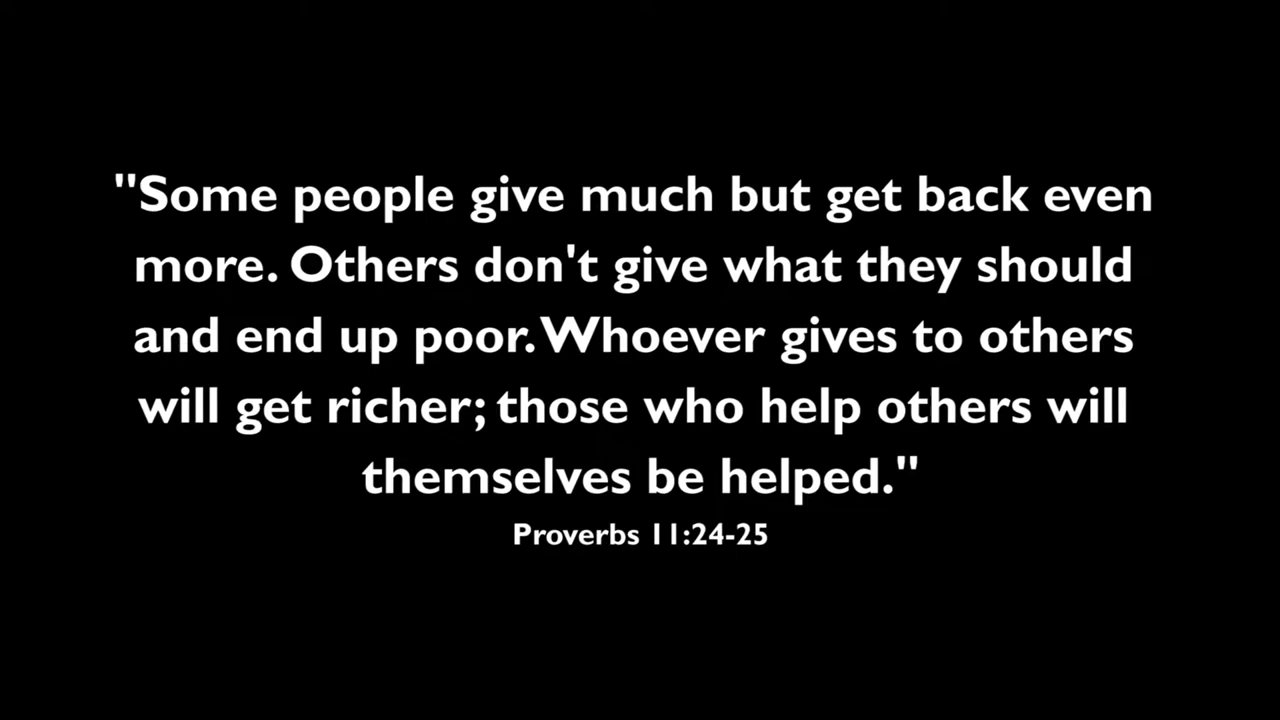 "Some people give much but get back even
more. Others don't give what they should
and end up poor. Whoever gives to others
will get richer; those who help others will
themselves be helped."
Proverbs 11:24-25